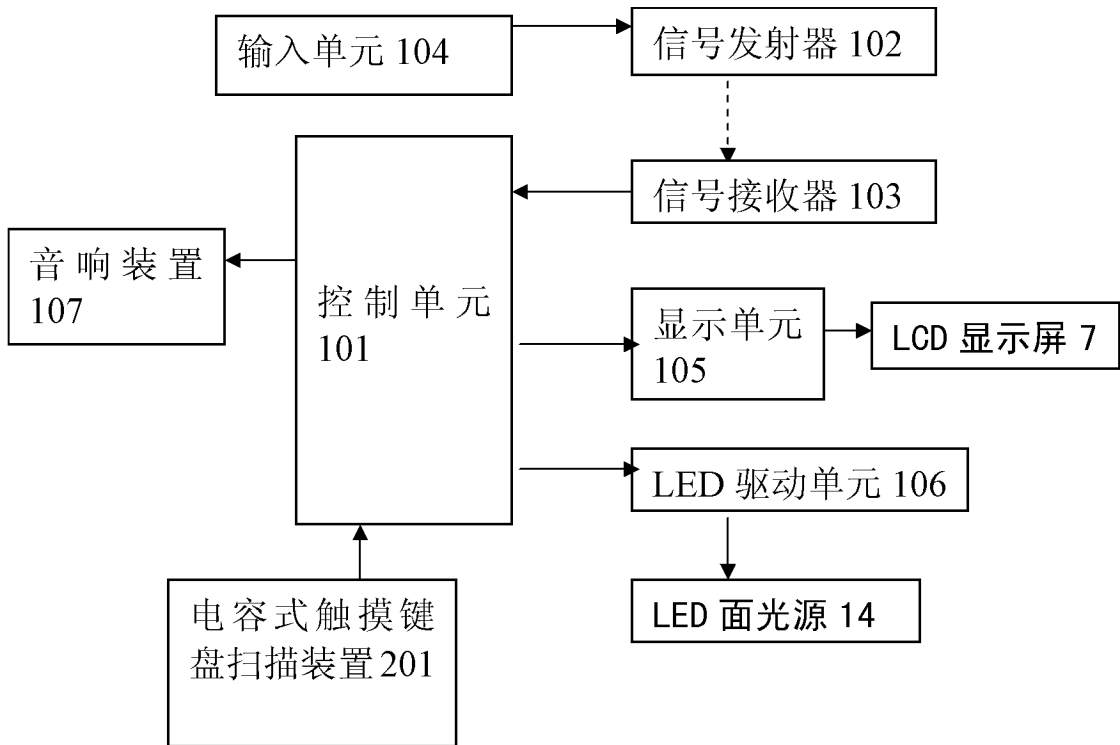 输入单元 104
信号发射器 102
信号接收器 103
音响装置
107
控制单元
101
显示单元
105
LCD 显示屏 7
LED 驱动单元 106
LED 面光源 14
电容式触摸键
盘扫描装置 201